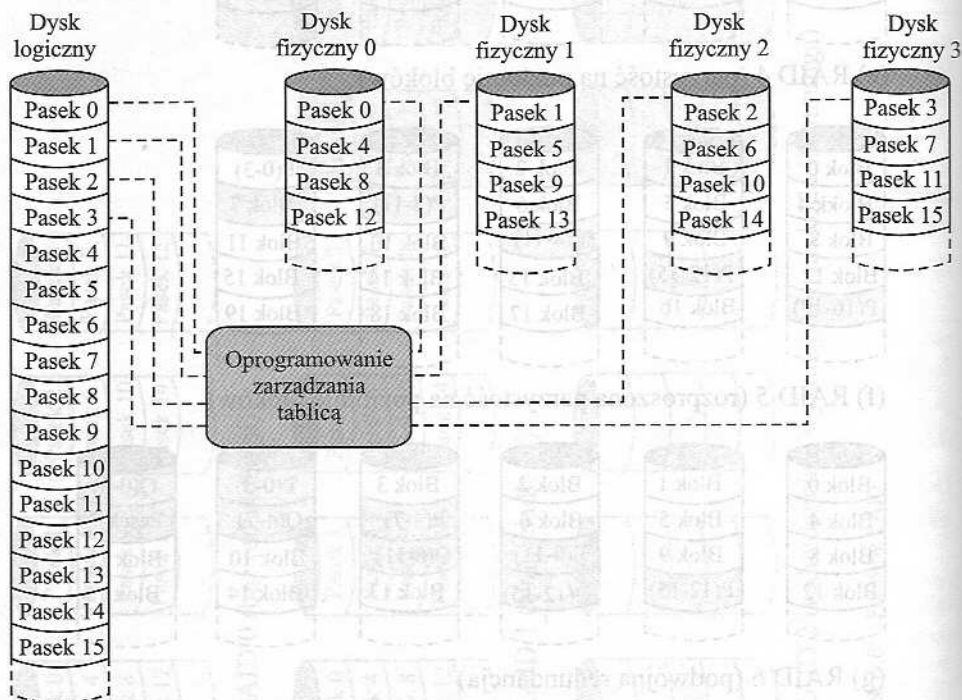 Dysk
logiczny
Dysk
fizyczny 0
Dysk
fizyczny 1
Dysk
fizyczny 2
Dysk
fizyczny 3
Pasek 0
Pasek 1
Pasek 2
Pasek 3
Pasek 4
Pasek 5
Pasek 6
Pasek 7
Pasek 8
Pasek 9
Pasek 10
Pasek 11
Pasek 12
Pasek 13
Pasek 14
Pasek 15
Pasek 0
Pasek 4
Pasek 8
Pasek 12
Pasek 1
Pasek 5
Pasek 9
Pasek 13
Pasek 2
Pasek 6
Pasek 10
Pasek 14
Pasek 3
Pasek 7
Pasek 11
Pasek 15
Oprogramowanie
zarządzania
tablicą